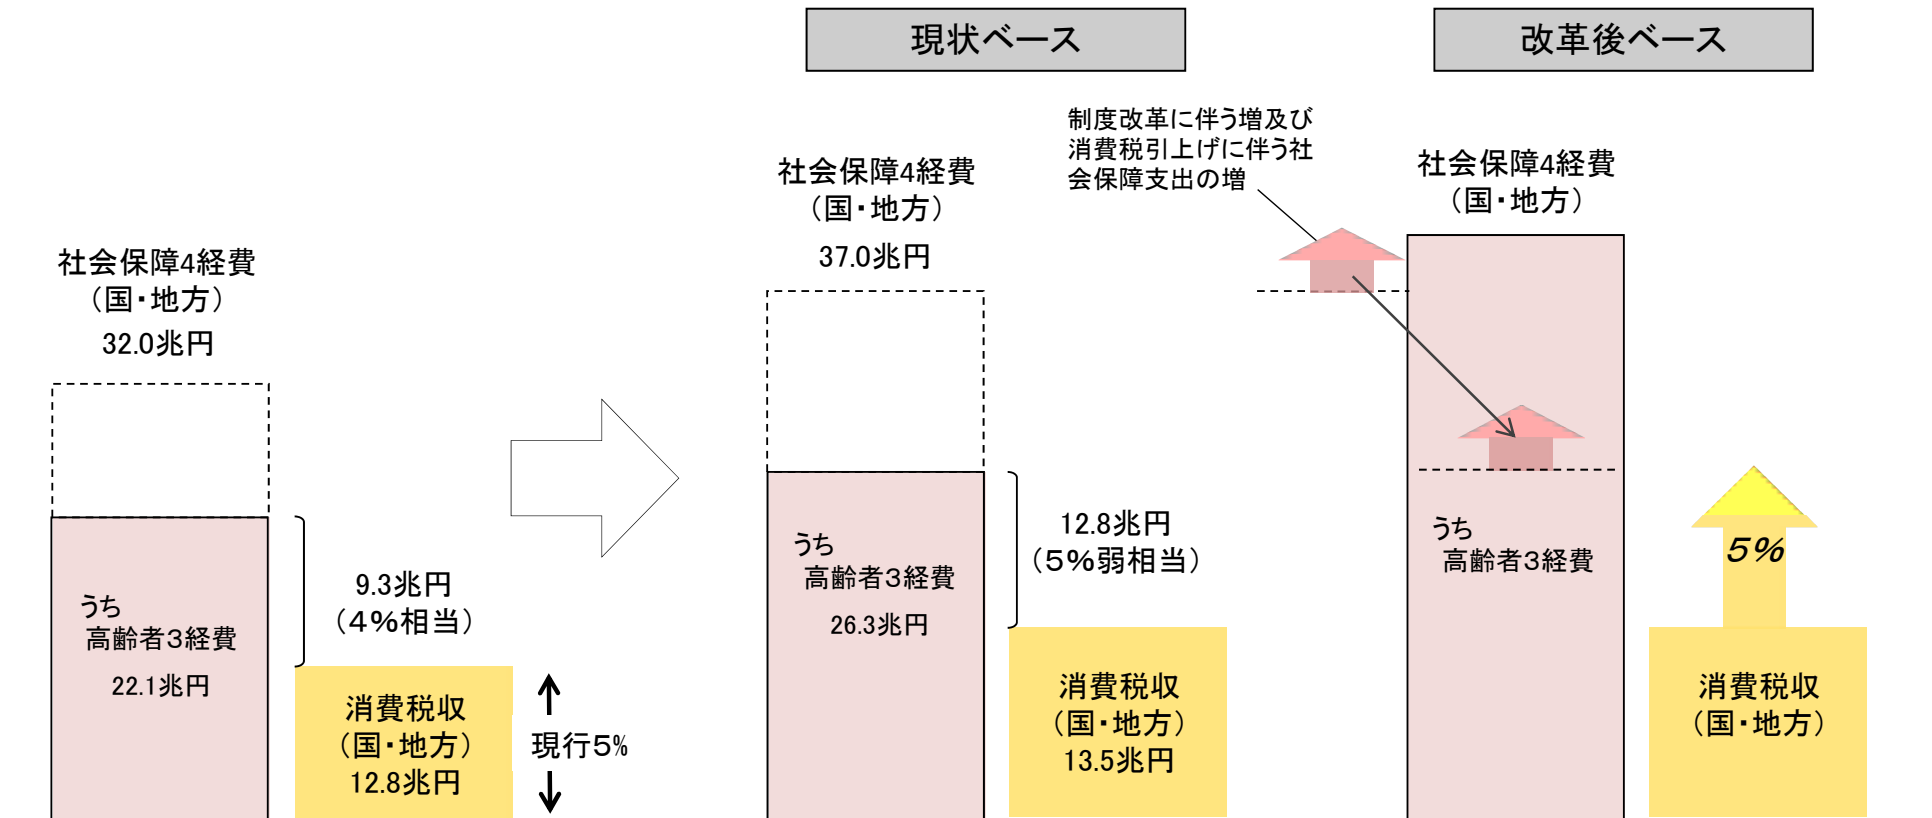 現状ベース
改革後ベース
制度改革に伴う増及び
消費税引上げに伴う社
会保障支出の増
社会保障4経費
（国・地方）
32.0兆円
うち
高齢者3経費
22.1兆円
9.3兆円
（4％相当）
消費税収
（国・地方）
12.8兆円
現行5％
社会保障4経費
（国・地方）
37.0兆円
うち
高齢者3経費
26.3兆円
12.8兆円
（5％弱相当）
消費税収
（国・地方）
13.5兆円
社会保障4経費
（国・地方）
うち
高齢者3経費
5％
消費税収
（国・地方）